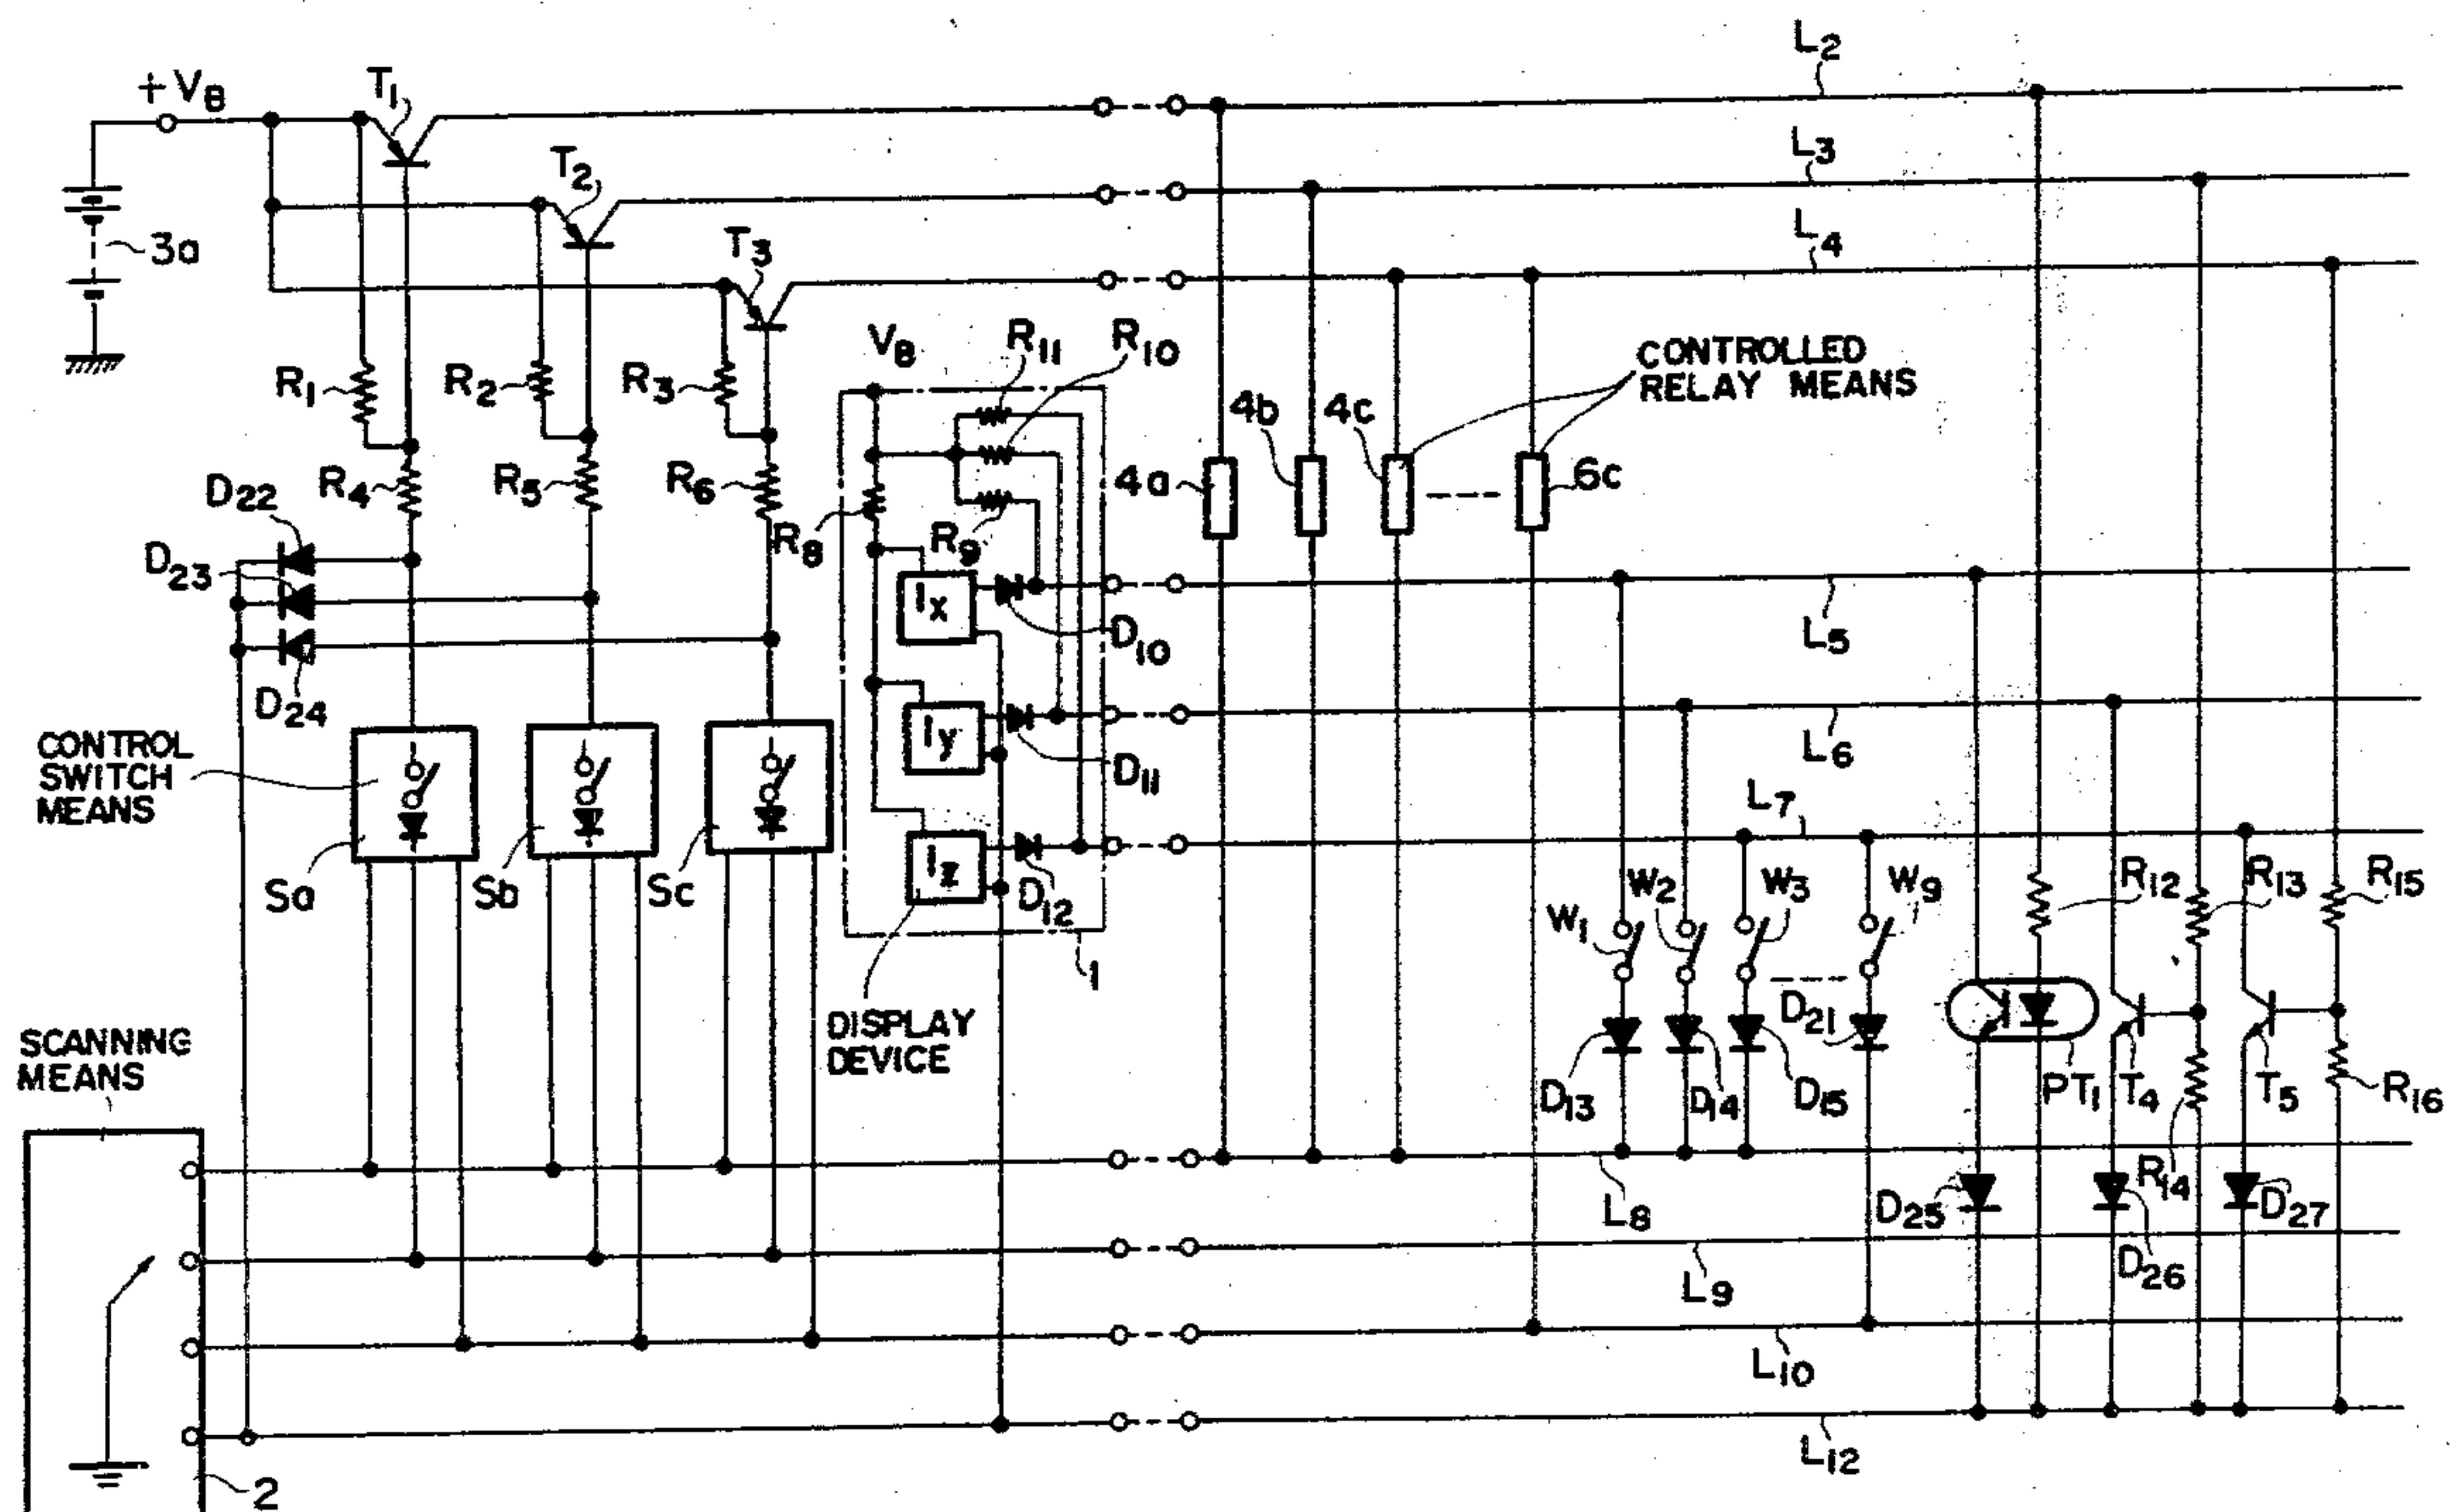 L2
+VB
T1
L3
T2
L4
T3
3a
VB
R11
R10
CONTROLLED
RELAY MEANS
R1
R2
R3
4b
4c
4a
6c
D22
R4
R5
R6
R8
R9
D23
Ix
D10
L5
D24
CONTROL
SWITCH
MEANS
Iy
D11
L6
L7
Sa
Sb
Sc
Iz
D12
W1
W2
W3
W9
R12
R13
R15
1
DISPLAY
DEVICE
D21
SCANNING
MEANS
D13
D14
D15
PT1
T4
T5
R16
R14
L8
D25
D27
L9
D26
L10
L12
2